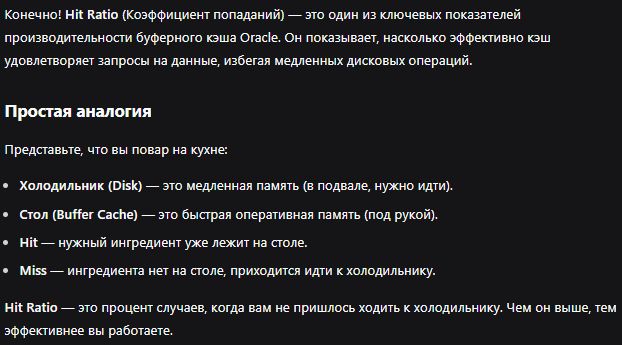 Конечно! Hit Ratio (Коэффициент попаданий) — это один из ключевых показателей
производительности буферного кэша Oracle. Он показывает, насколько эффективно кэш
удовлетворяет запросы на данные, избегая медленных дисковых операций.
Простая аналогия
Представьте, что вы повар на кухне:
• Холодильник (Disk) — это медленная память (в подвале, нужно идти).
• Стол (Buffer Cache) — это быстрая оперативная память (под рукой).
• Hit — нужный ингредиент уже лежит на столе.
• Miss — ингредиента нет на столе, приходится идти к холодильнику.
Hit Ratio — это процент случаев, когда вам не пришлось ходить к холодильнику. Чем он выше, тем
эффективнее вы работаете.